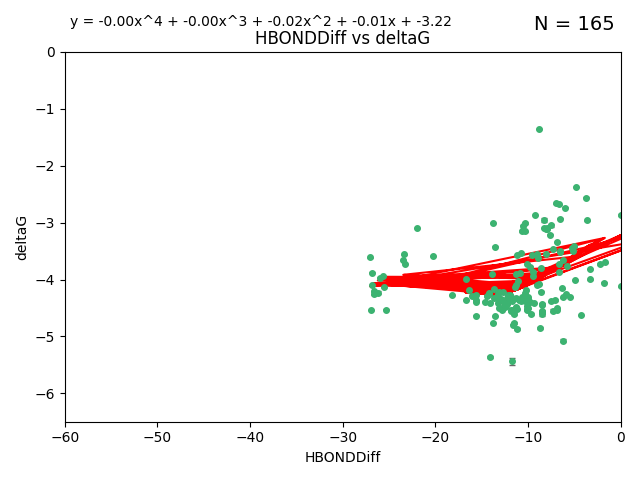 y = -0.00x^4 + -0.00x^3 + -0.02x^2 + -0.01x + -3.22
N = 165
HBONDDiff vs deltaG
0
−1
−2
−3
−4
−5
−6
deltaG
−60
−50
−40
−30
−20
−10
0
HBONDDiff